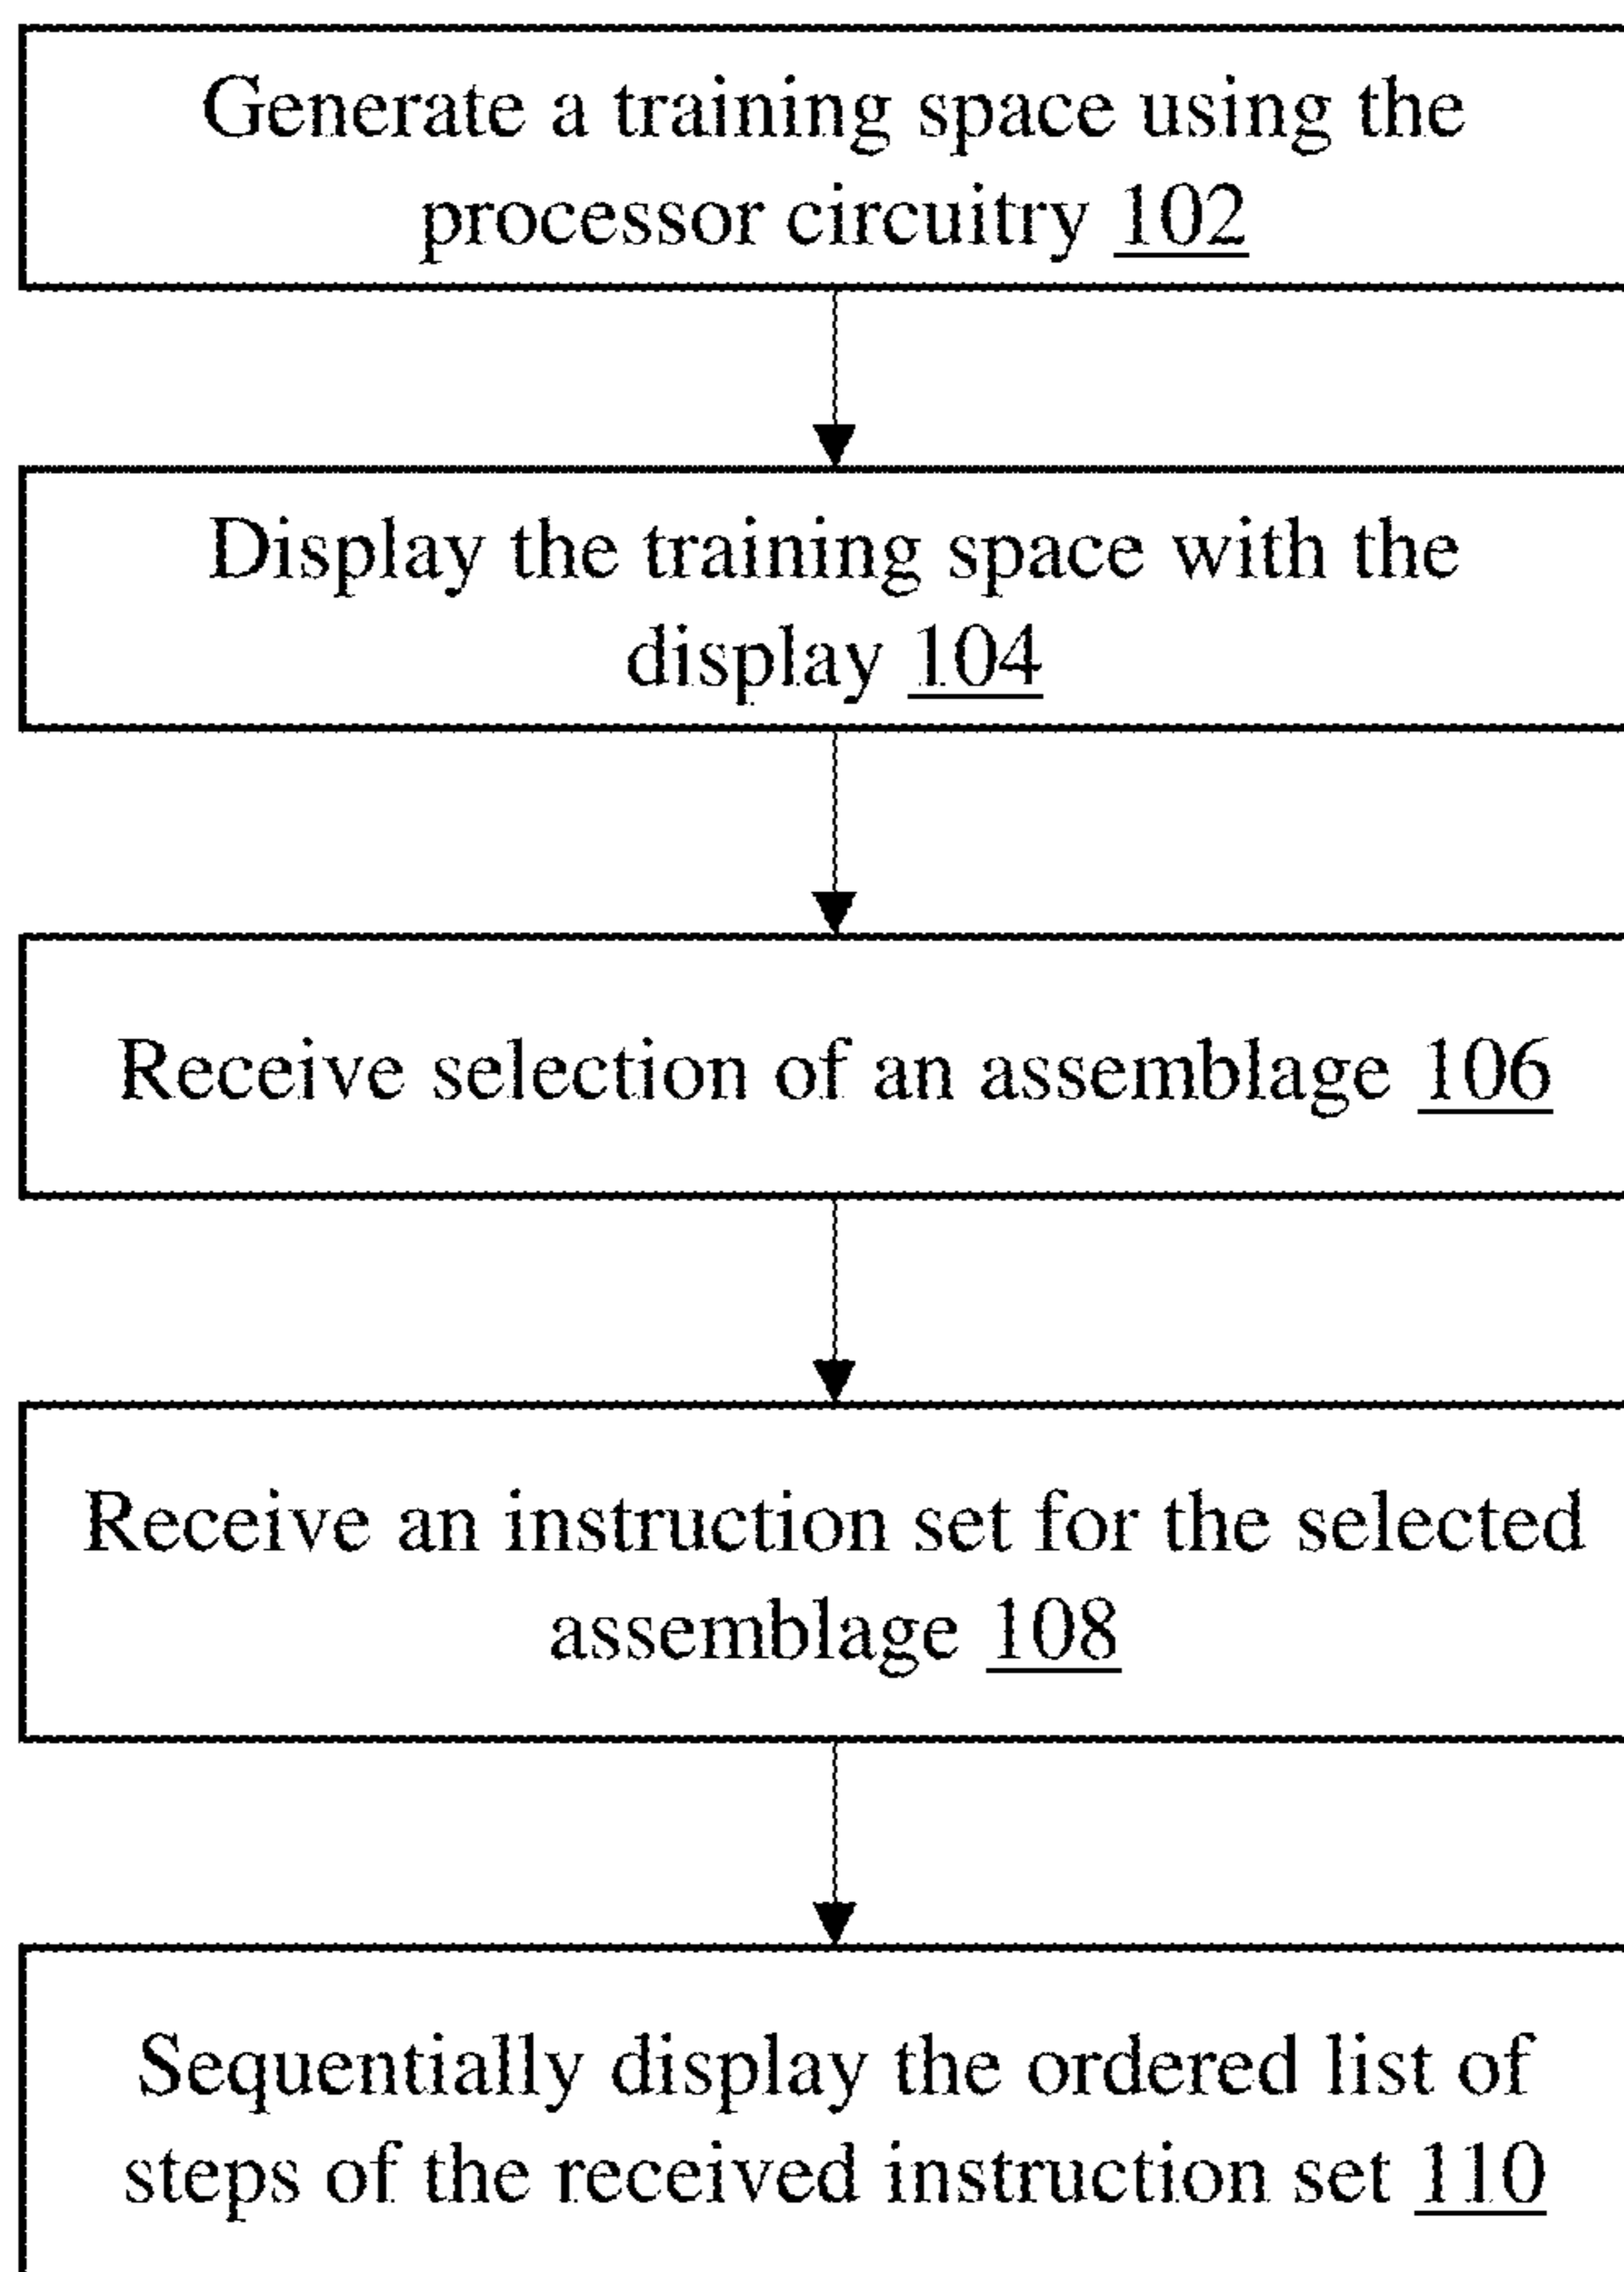 Generate a training space using the
processor circuitry 102
Display the training space with the
display 104
Receive selection of an assemblage 106
Receive an instruction set for the selected
assemblage 108
Sequentially display the ordered list of
steps of the received instruction set 110